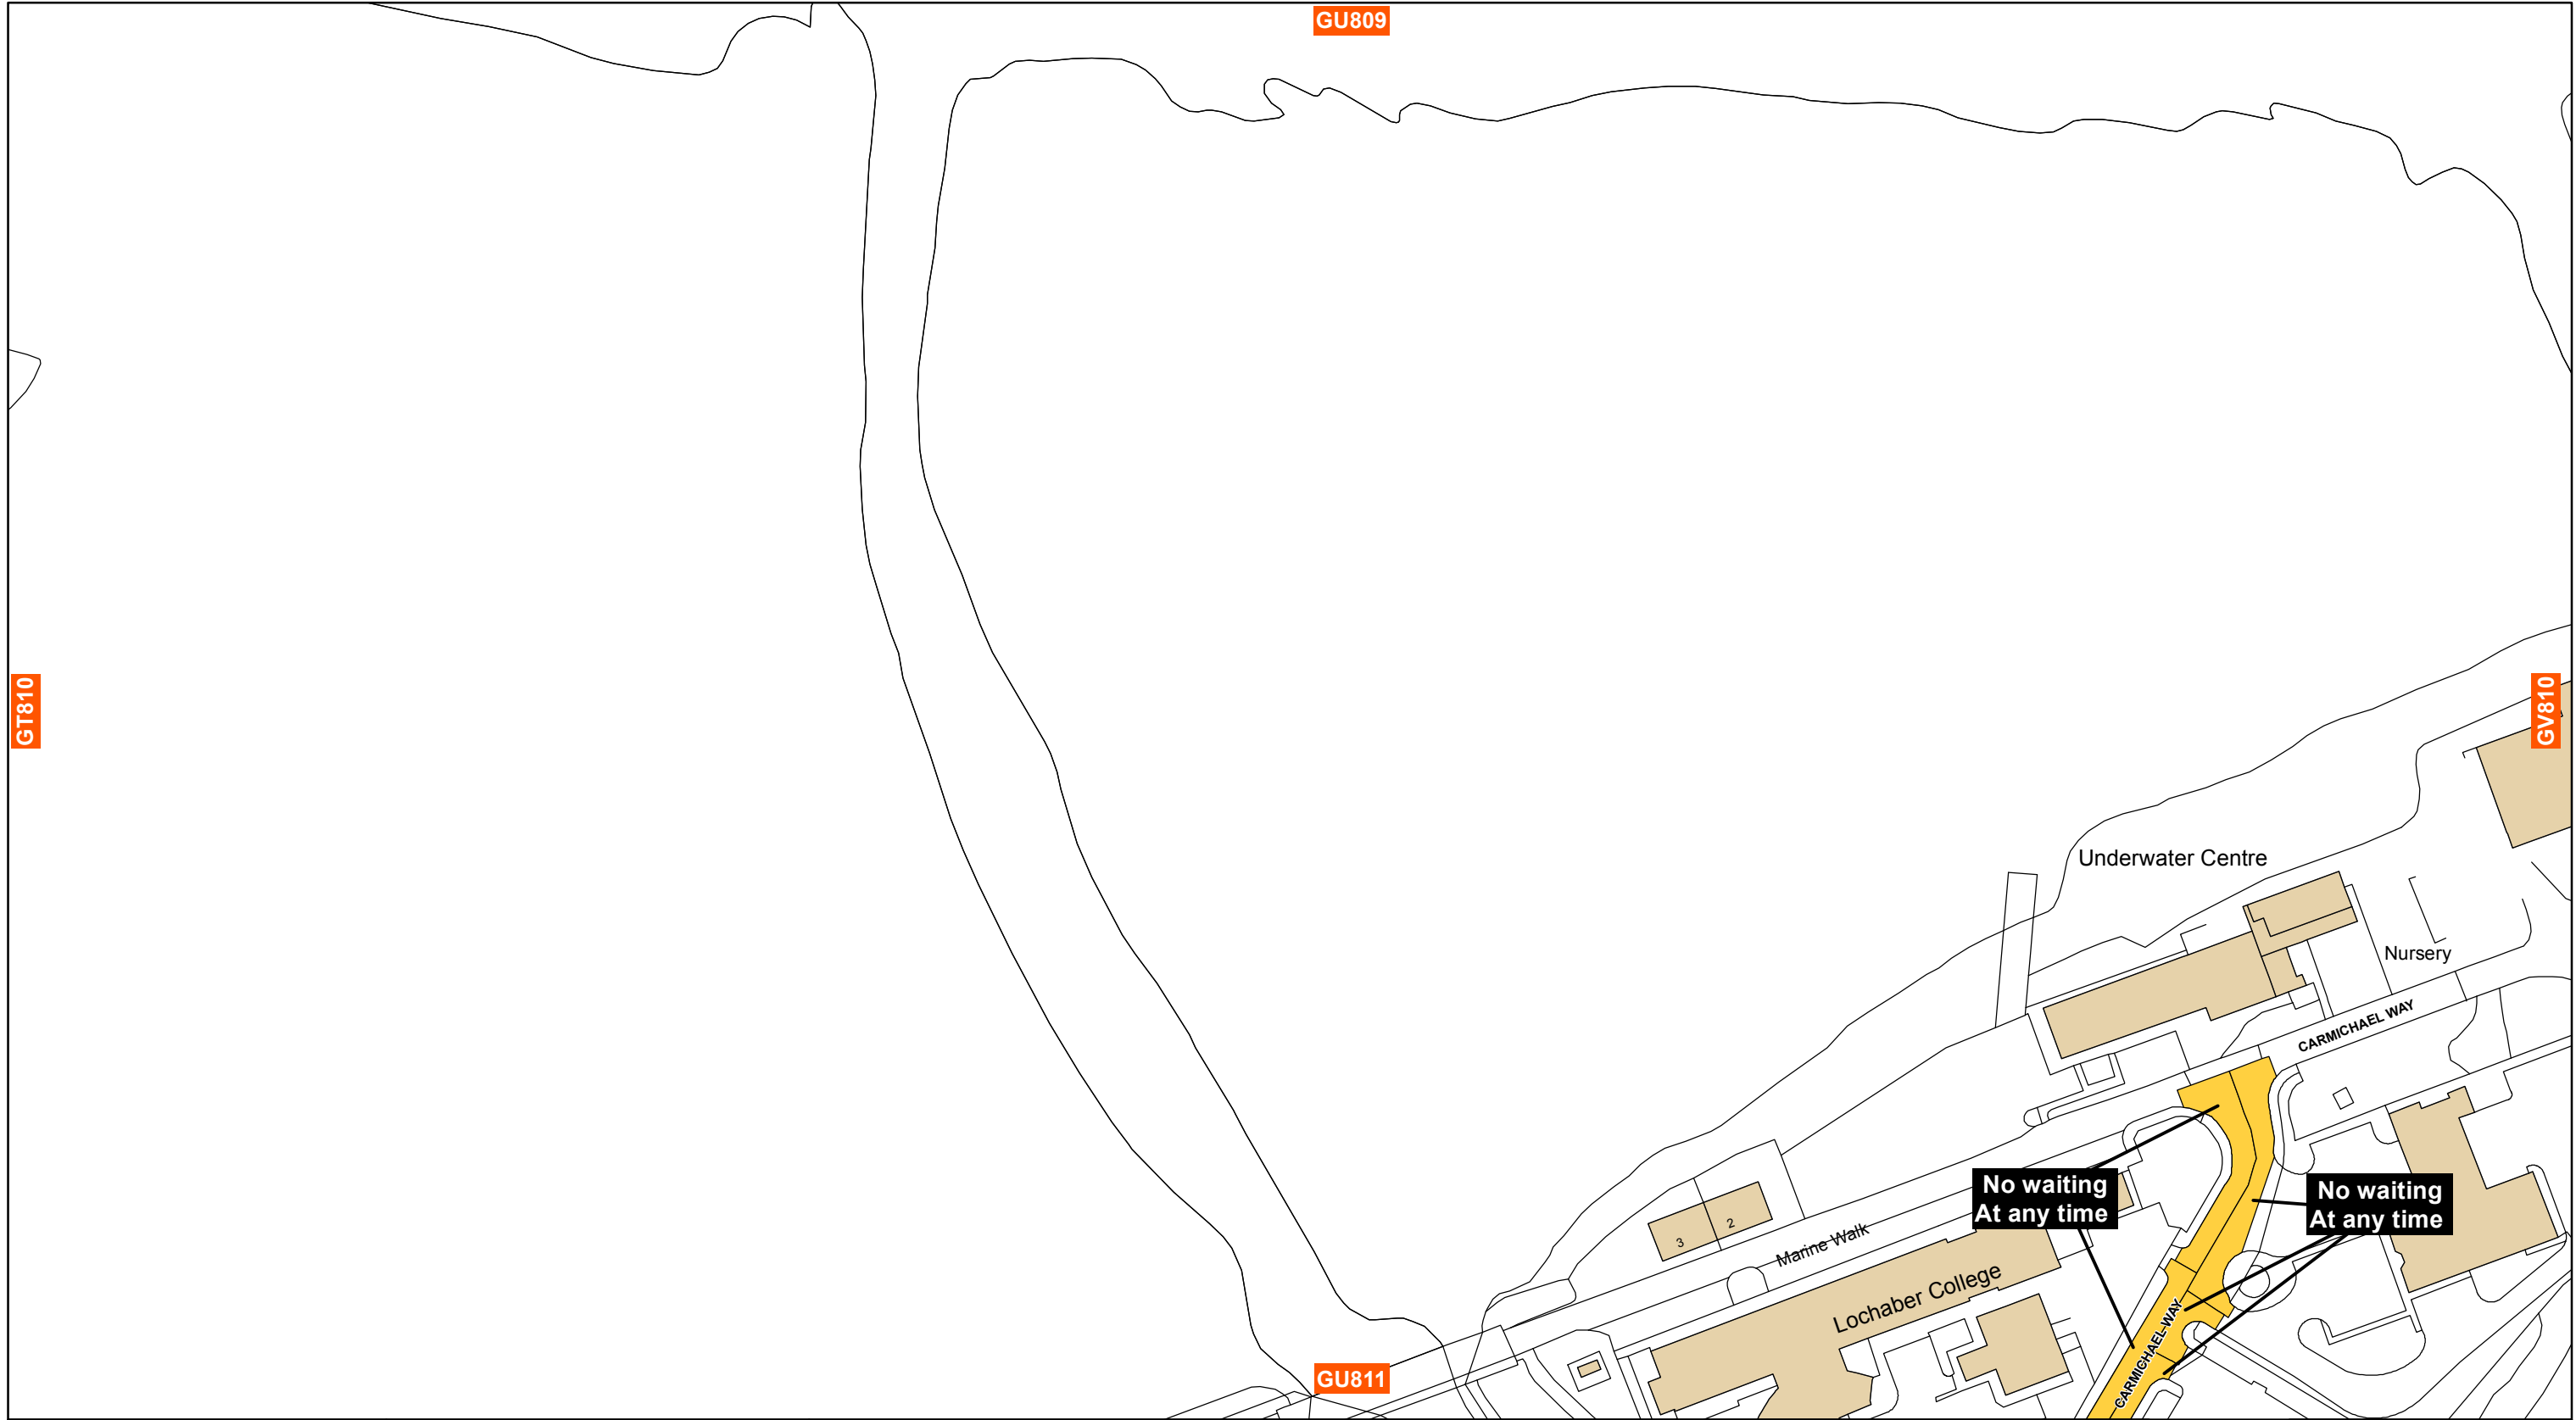 GU809
GT810
GV810
Underwater Centre
Nursery
CARMICHAEL WAY
No waiting
At any time
No waiting
At any time
2
3
Marine Walk
Lochaber College
CARMICHAEL WAY
GU811